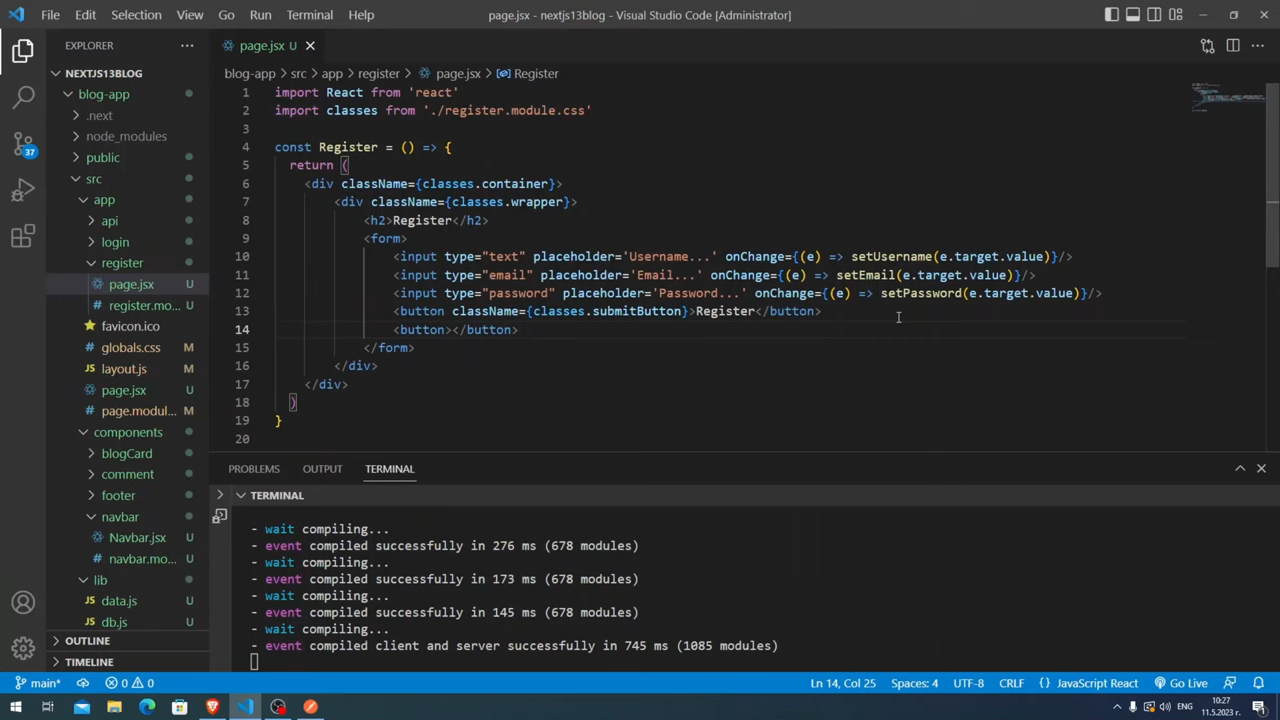 File Edit Selection View Go Run Terminal Help
page.jsx - nextjs13blog - Visual Studio Code [Administrator]
EXPLORER
NEXTJS13BLOG
blog-app
.next
node_modules
public
src
app
api
login
register
page.jsx U
register.mo... U
favicon.ico
globals.css M
layout.js M
page.jsx U
page.modul... M
components
blogCard
comment
footer
navbar
Navbar.jsx U
navbar.mo... U
lib
data.js U
db.js U
OUTLINE
TIMELINE
37
page.jsx U
blog-app > src > app > register > page.jsx > Register
1 import React from 'react'
2 import classes from './register.module.css'
3
4 const Register = () => {
5 return (
6 <div className={classes.container}>
7 <div className={classes.wrapper}>
8 <h2>Register</h2>
9 <form>
10 <input type="text" placeholder='Username...' onChange={(e) => setUsername(e.target.value)}/>
11 <input type="email" placeholder='Email...' onChange={(e) => setEmail(e.target.value)}/>
12 <input type="password" placeholder='Password...' onChange={(e) => setPassword(e.target.value)}/>
13 <button className={classes.submitButton}>Register</button>
14 <button></button>
15 </form>
16 </div>
17 </div>
18 )
19 }
20
PROBLEMS OUTPUT TERMINAL
TERMINAL
- wait compiling...
- event compiled successfully in 276 ms (678 modules)
- wait compiling...
- event compiled successfully in 173 ms (678 modules)
- wait compiling...
- event compiled successfully in 145 ms (678 modules)
- wait compiling...
- event compiled client and server successfully in 745 ms (1085 modules)
main* 0 0 Ln 14, Col 25 Spaces: 4 UTF-8 CRLF JavaScript React Go Live
ENG
10:27
11.5.2023 г.
1